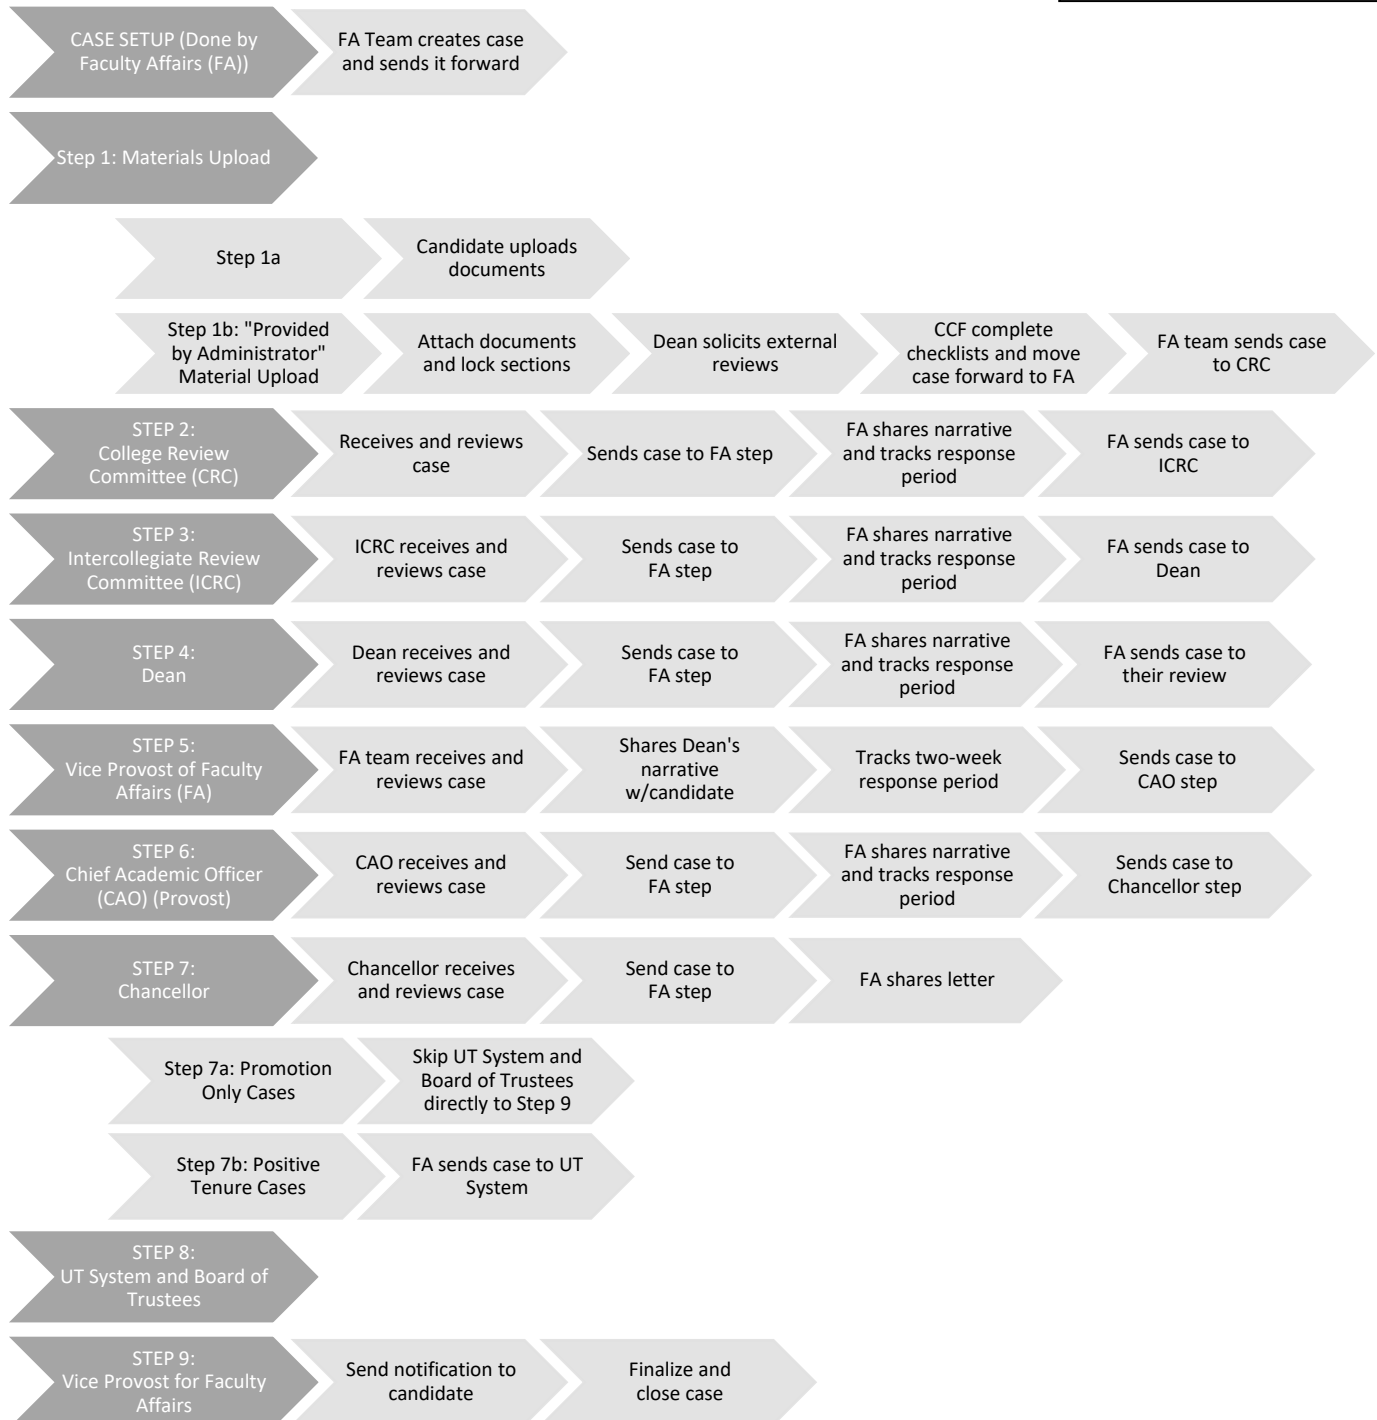 CASE SETUP (Done by
Faculty Affairs (FA))
FA Team creates case
and sends it forward
Step 1: Materials Upload
Step 1a
Candidate uploads
documents
Step 1b: "Provided
by Administrator"
Material Upload
Attach documents
and lock sections
Dean solicits external
reviews
CCF complete
checklists and move
case forward to FA
FA team sends case
to CRC
STEP 2:
College Review
Committee (CRC)
Receives and reviews
case
Sends case to FA step
FA shares narrative
and tracks response
period
FA sends case to
ICRC
STEP 3:
Intercollegiate Review
Committee (ICRC)
ICRC receives and
reviews case
Sends case to
FA step
FA shares narrative
and tracks response
period
FA sends case to
Dean
STEP 4:
Dean
Dean receives and
reviews case
Sends case to
FA step
FA shares narrative
and tracks response
period
FA sends case to
their review
STEP 5:
Vice Provost of Faculty
Affairs (FA)
FA team receives and
reviews case
Shares Dean's
narrative
w/candidate
Tracks two-week
response period
Sends case to
CAO step
STEP 6:
Chief Academic Officer
(CAO) (Provost)
CAO receives and
reviews case
Send case to
FA step
FA shares narrative
and tracks response
period
Sends case to
Chancellor step
STEP 7:
Chancellor
Chancellor receives
and reviews case
Send case to
FA step
FA shares letter
Step 7a: Promotion
Only Cases
Skip UT System and
Board of Trustees
directly to Step 9
Step 7b: Positive
Tenure Cases
FA sends case to UT
System
STEP 8:
UT System and Board of
Trustees
STEP 9:
Vice Provost for Faculty
Affairs
Send notification to
candidate
Finalize and
close case